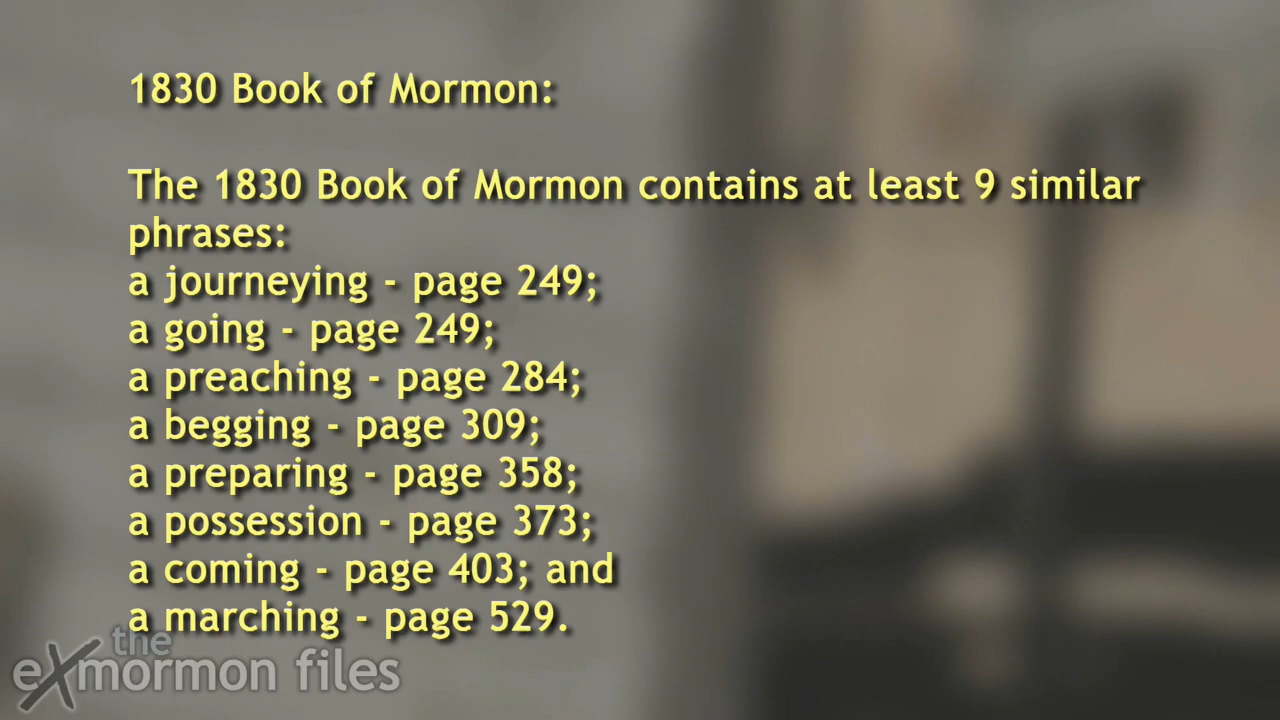 1830 Book of Mormon:
The 1830 Book of Mormon contains at least 9 similar
phrases:
a journeying - page 249;
a going - page 249;
a preaching - page 284;
a begging - page 309;
a preparing - page 358;
a possession - page 373;
a coming - page 403; and
a marching - page 529.
the
exmormon files